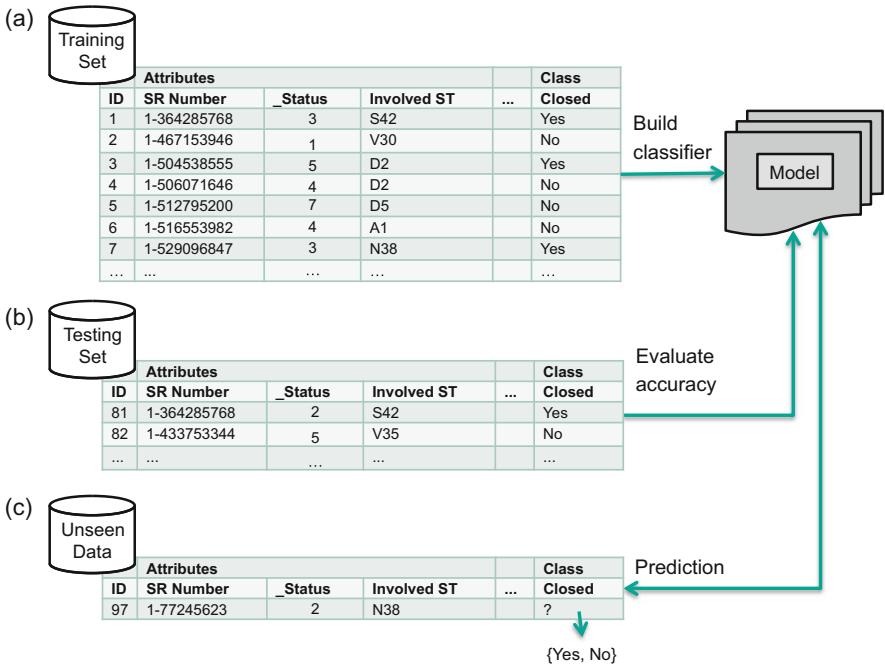 (a)
Training
Set
Attributes Class
ID SR Number _Status Involved ST ... Closed
1 1-364285768 3 S42 Yes
2 1-467153946 1 V30 No
3 1-504538555 5 D2 Yes
4 1-506071646 4 D2 No
5 1-512795200 7 D5 No
6 1-516553982 4 A1 No
7 1-529096847 3 N38 Yes
... ... ... ... ...
Build
classifier
Model
(b)
Testing
Set
Attributes Class
ID SR Number _Status Involved ST ... Closed
81 1-364285768 2 S42 Yes
82 1-433753344 5 V35 No
... ... ... ... ...
Evaluate
accuracy
(c)
Unseen
Data
Attributes Class
ID SR Number _Status Involved ST ... Closed
97 1-77245623 2 N38 ?
Prediction
{Yes, No}